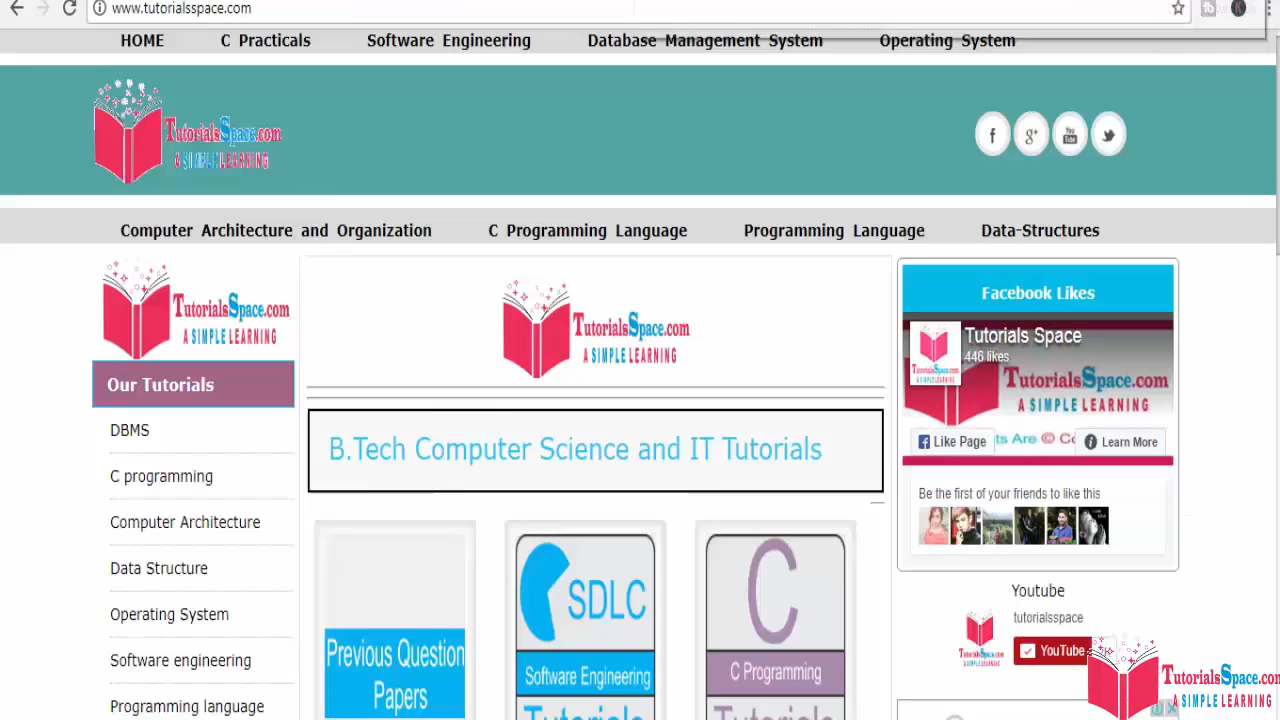 www.tutorialsspace.com
HOME C Practicals Software Engineering Database Management System Operating System
TutorialsSpace.com
A SIMPLE LEARNING
f g+ You Tube
Computer Architecture and Organization C Programming Language Programming Language Data-Structures
TutorialsSpace.com
A SIMPLE LEARNING
Our Tutorials
DBMS
C programming
Computer Architecture
Data Structure
Operating System
Software engineering
Programming language
TutorialsSpace.com
A SIMPLE LEARNING
B.Tech Computer Science and IT Tutorials
Previous Question
Papers
SDLC
Software Engineering
Tutorials
C
C Programming
Tutorials
Facebook Likes
Tutorials Space
446 likes
TutorialsSpace.com
A SIMPLE LEARNING
Like Page
Learn More
Be the first of your friends to like this
Youtube
tutorialsspace
YouTube
TutorialsSpace.com
A SIMPLE LEARNING